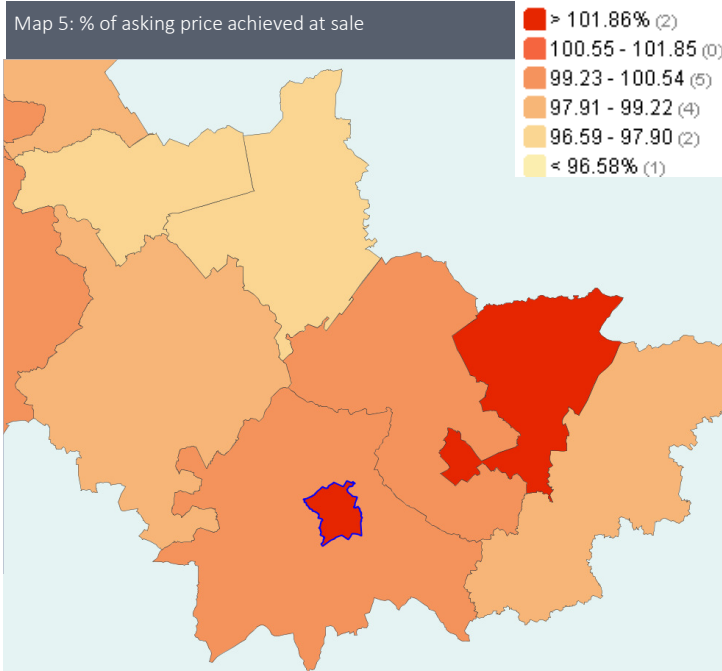 Map 5: % of asking price achieved at sale
> 101.86% (2)
100.55 - 101.85 (0)
99.23 - 100.54 (5)
97.91 - 99.22 (4)
96.59 - 97.90 (2)
< 96.58% (1)